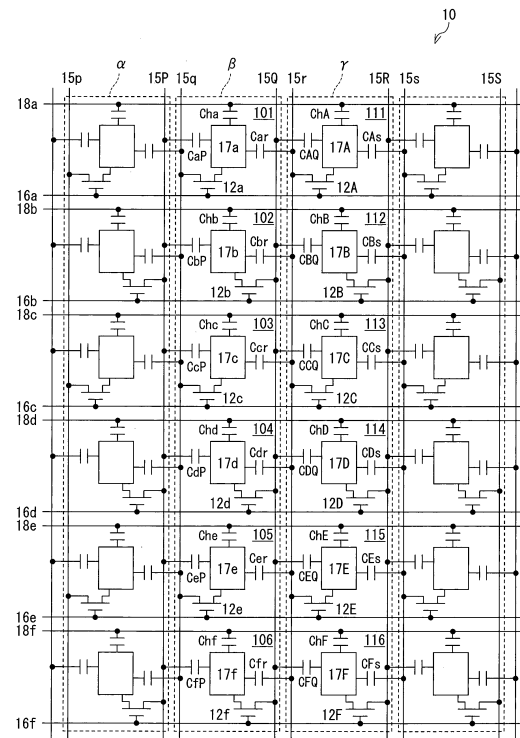 10
α β γ
15p 15P 15q 15Q 15r 15R 15s 15S
18a Cha 101 ChA 111
17a Car 17A CAs
CaP CAQ
16a 12a 12A
18b Chb 102 ChB 112
17b Cbr 17B CBs
CbP CBQ
16b 12b 12B
18c Chc 103 ChC 113
17c Ccr 17C CCs
CcP CCQ
16c 12c 12C
18d Chd 104 ChD 114
17d Cdr 17D CDs
CdP CDQ
16d 12d 12D
18e Che 105 ChE 115
17e Cer 17E CEs
CeP CEQ
16e 12e 12E
18f Chf 106 ChF 116
17f Cfr 17F CFs
CfP CFQ
16f 12f 12F